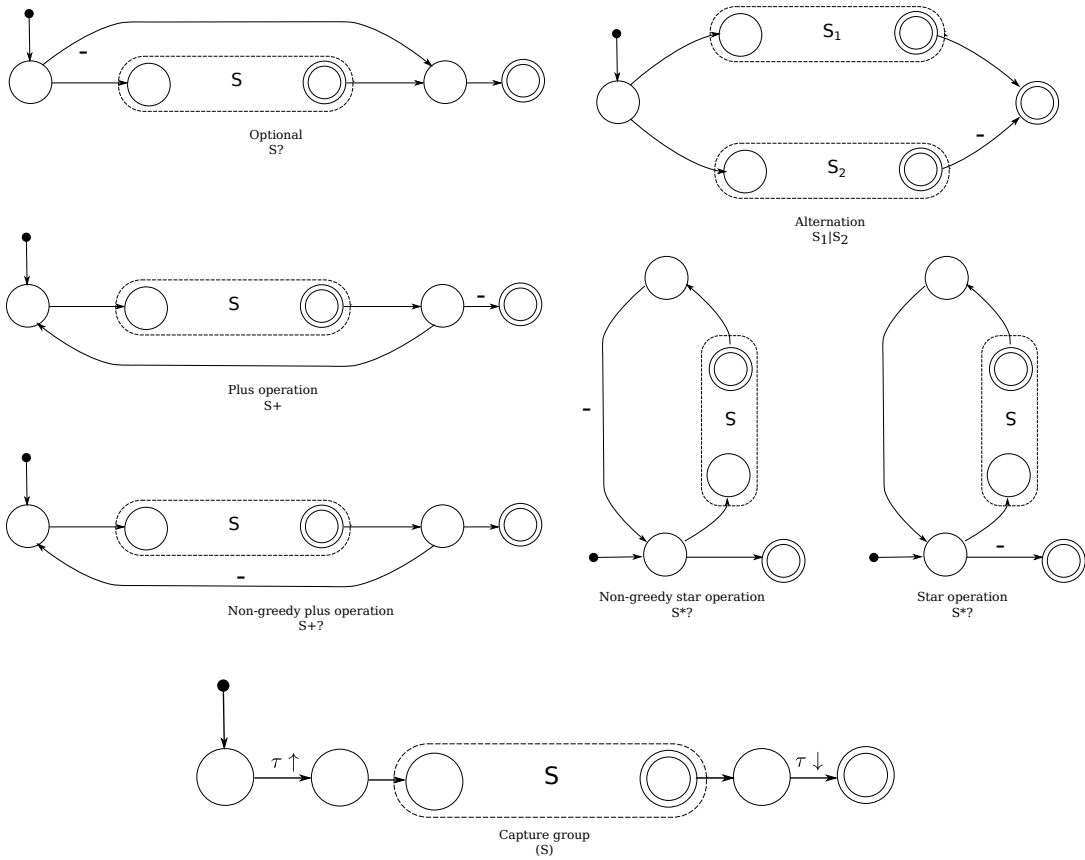 -
S
Optional
S?
S₁
S₂
-
Alternation
S₁|S₂
S
-
Plus operation
S+
S
-
Non-greedy plus operation
S+?
-
S
Non-greedy star operation
S*?
S
-
Star operation
S*?
τ ↑
S
τ ↓
Capture group
(S)